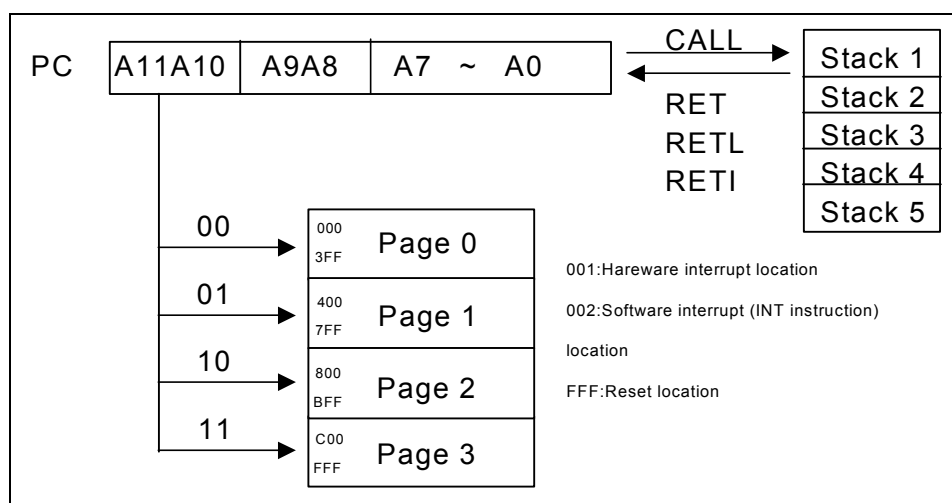 PC
A11A10 A9A8 A7 ~ A0
CALL
RET
RETL
RETI
Stack 1
Stack 2
Stack 3
Stack 4
Stack 5
00
000
3FF
Page 0
01
400
7FF
Page 1
10
800
BFF
Page 2
11
C00
FFF
Page 3
001:Hareware interrupt location
002:Software interrupt (INT instruction)
location
FFF:Reset location